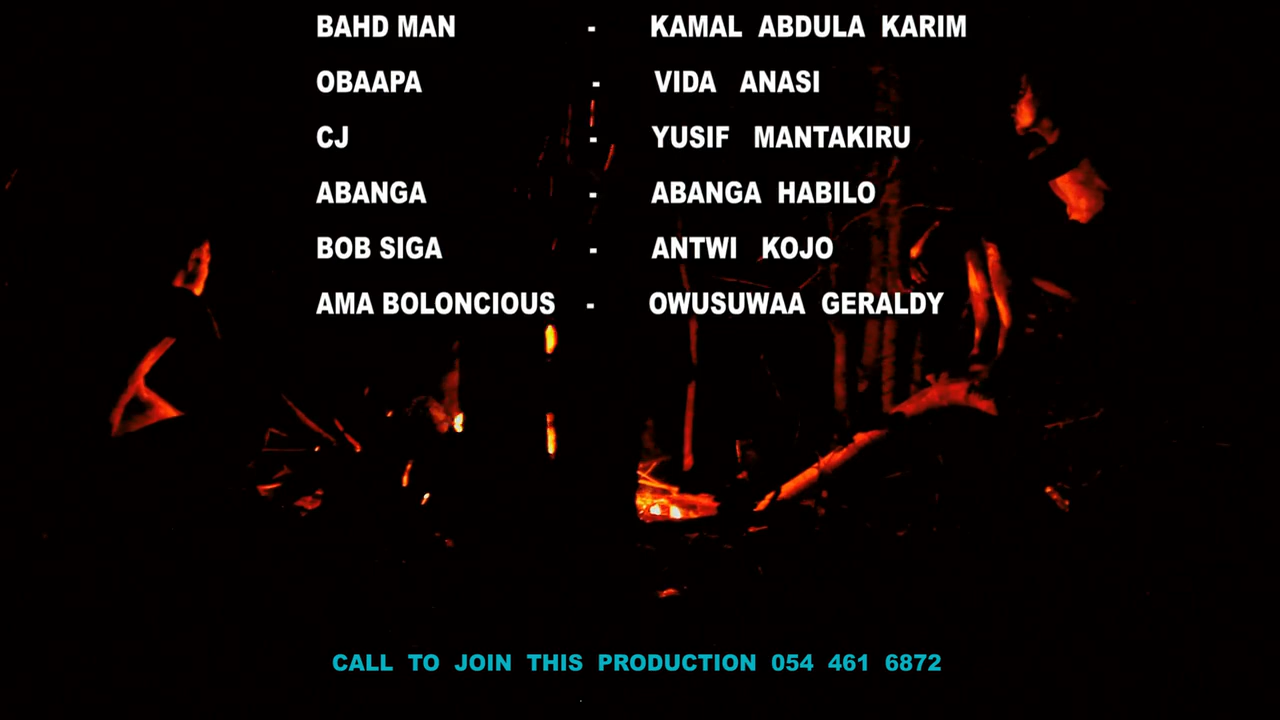 BAHD MAN - KAMAL ABDULA KARIM
OBAAPA - VIDA ANASI
CJ - YUSIF MANTAKIRU
ABANGA - ABANGA HABILO
BOB SIGA - ANTWI KOJO
AMA BOLONCIOUS - OWUSUWAA GERALDY
CALL TO JOIN THIS PRODUCTION 054 461 6872